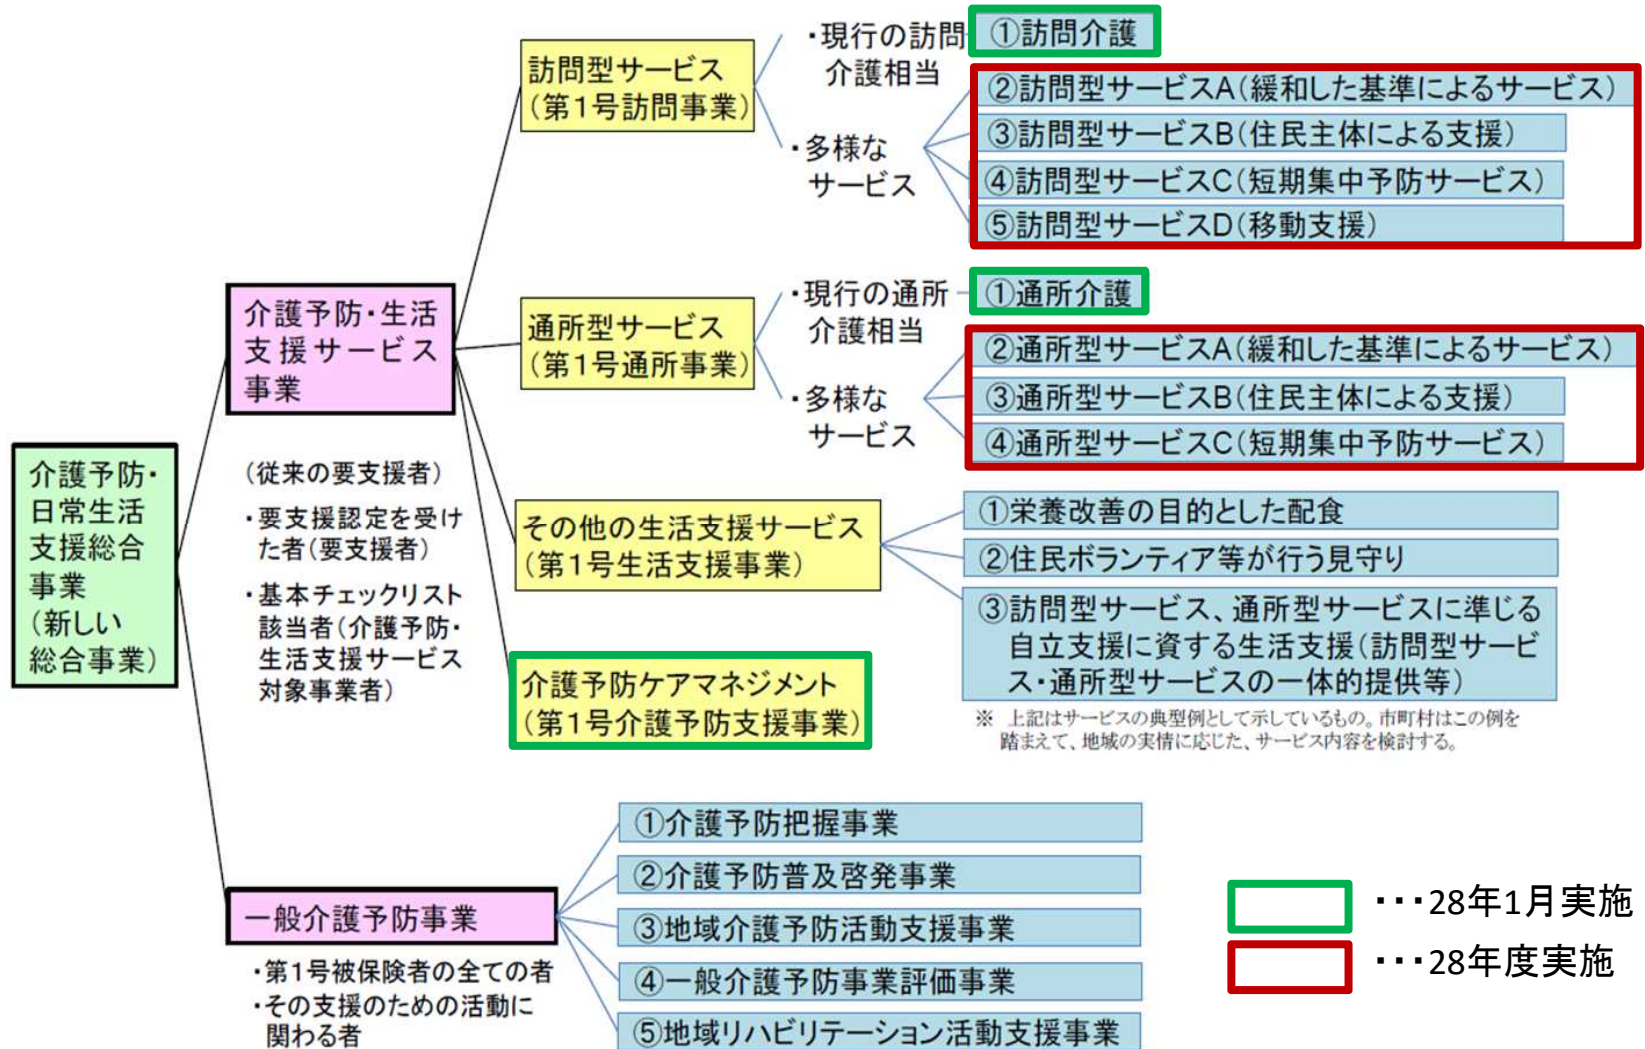 介護予防・
日常生活
支援総合
事業
（新しい
総合事業）
介護予防・生活
支援サービス
事業
（従来の要支援者）
・要支援認定を受け
た者（要支援者）
・基本チェックリスト
該当者（介護予防・
生活支援サービス
対象事業者）
訪問型サービス
（第１号訪問事業）
・現行の訪問
介護相当
①訪問介護
・多様な
サービス
②訪問型サービスＡ（緩和した基準によるサービス）
③訪問型サービスＢ（住民主体による支援）
④訪問型サービスＣ（短期集中予防サービス）
⑤訪問型サービスＤ（移動支援）
通所型サービス
（第１号通所事業）
・現行の通所
介護相当
①通所介護
・多様な
サービス
②通所型サービスＡ（緩和した基準によるサービス）
③通所型サービスＢ（住民主体による支援）
④通所型サービスＣ（短期集中予防サービス）
その他の生活支援サービス
（第１号生活支援事業）
①栄養改善の目的とした配食
②住民ボランティア等が行う見守り
③訪問型サービス、通所型サービスに準じる
自立支援に資する生活支援（訪問型サービ
ス・通所型サービスの一体的提供等）
※　上記はサービスの典型例として示しているもの。市町村はこの例を
踏まえて、地域の実情に応じた、サービス内容を検討する。
介護予防ケアマネジメント
（第１号介護予防支援事業）
一般介護予防事業
・第１号被保険者の全ての者
・その支援のための活動に
関わる者
①介護予防把握事業
②介護予防普及啓発事業
③地域介護予防活動支援事業
④一般介護予防事業評価事業
⑤地域リハビリテーション活動支援事業
・・・28年1月実施
・・・28年度実施